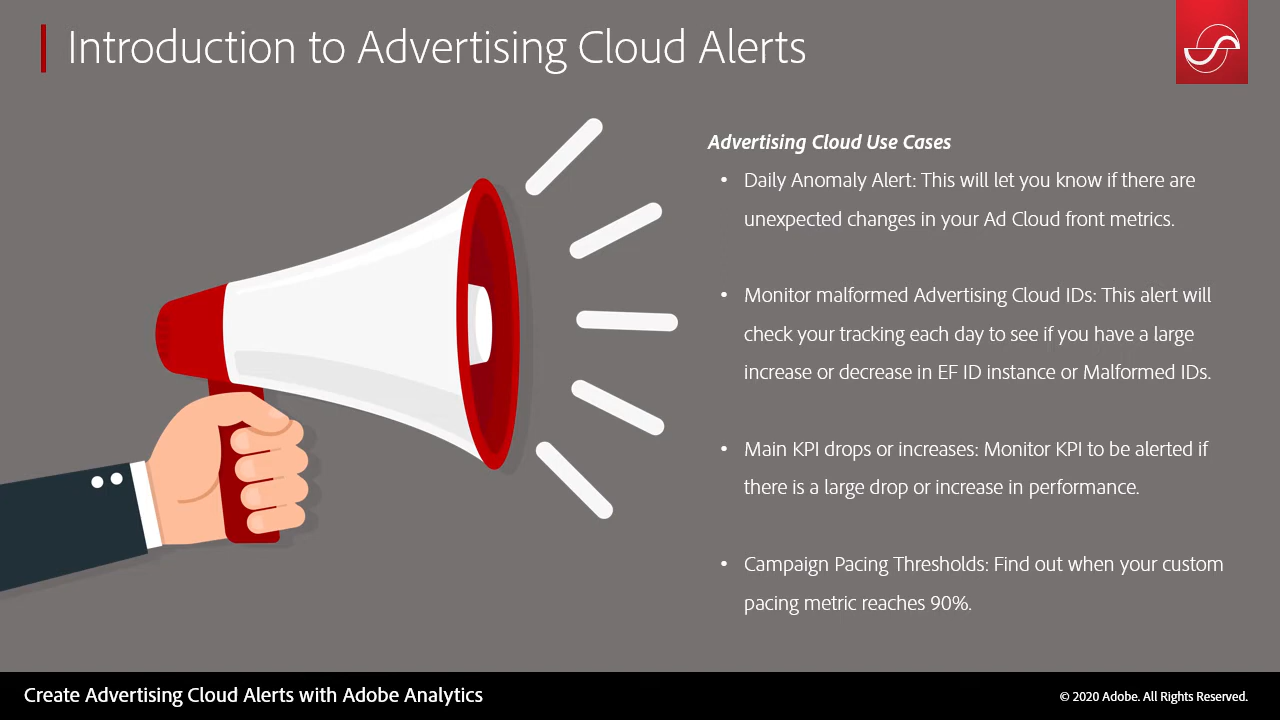 Introduction to Advertising Cloud Alerts
Advertising Cloud Use Cases
• Daily Anomaly Alert: This will let you know if there are
unexpected changes in your Ad Cloud front metrics.
• Monitor malformed Advertising Cloud IDs: This alert will
check your tracking each day to see if you have a large
increase or decrease in EF ID instance or Malformed IDs.
• Main KPI drops or increases: Monitor KPI to be alerted if
there is a large drop or increase in performance.
• Campaign Pacing Thresholds: Find out when your custom
pacing metric reaches 90%.
Create Advertising Cloud Alerts with Adobe Analytics
© 2020 Adobe. All Rights Reserved.